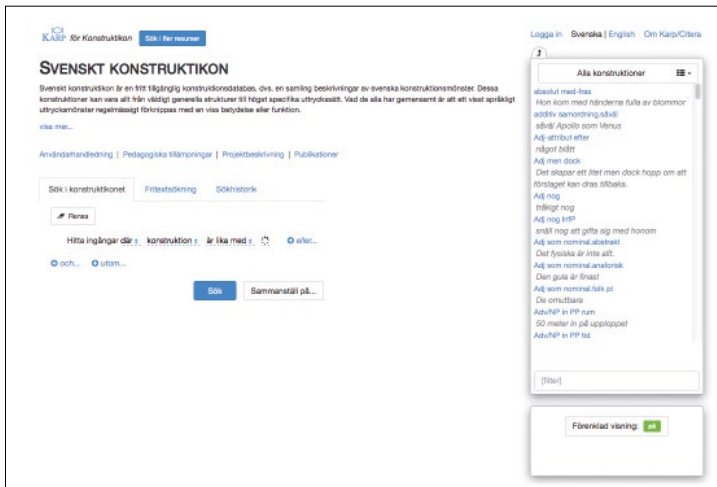 KARP för Konstruktikon Sök i fler resurser
Logga in Svenska | English Om Karp/Citera
SVENSKT KONSTRUKTIKON
Svenskt konstruktikon är en fritt tillgänglig konstruktionsdatabas, dvs. en samling beskrivningar av svenska konstruktionsmönster. Dessa
konstruktioner kan vara allt från väldigt generella strukturer till högst specifika uttryckssätt. Vad de alla har gemensamt är att ett visst språkligt
uttrycksmönster regelmässigt förknippas med en viss betydelse eller funktion.
visa mer...
Användarhandledning | Pedagogiska tillämpningar | Projektbeskrivning | Publikationer
Sök i konstruktikonet Fritextsökning Sökhistorik
Rensa
Hitta ingångar där konstruktion är lika med eller...
och... utom...
Sök Sammanställ på...
Alla konstruktioner
absolut med-fras
Hon kom med händerna fulla av blommor
additiv samordning.såväl
såväl Apollo som Venus
Adj-attribut efter
något blått
Adj men dock
Det skapar ett litet men dock hopp om att
förslaget kan dras tillbaka.
Adj nog
tråkigt nog
Adj nog InfP
snäll nog att gifta sig med honom
Adj som nominal.abstrakt
Det fysiska är inte allt.
Adj som nominal.anaforisk
Den gula är finast
Adj som nominal.folk pl
De omutbara
Adv/NP in PP rum
50 meter in på upploppet
Adv/NP in PP tid
[filter]
Förenklad visning: på